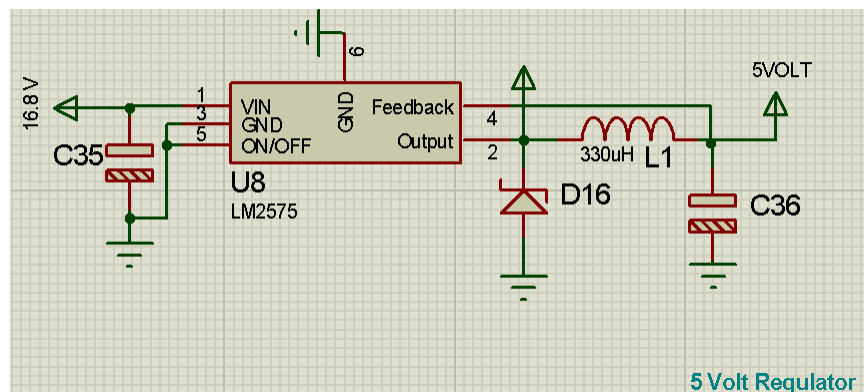 16.8 V
5VOLT
6
1
3
5
VIN
GND
ON/OFF
GND
Feedback
Output
4
2
C35
U8
LM2575
330uH
L1
D16
C36
5 Volt Regulator